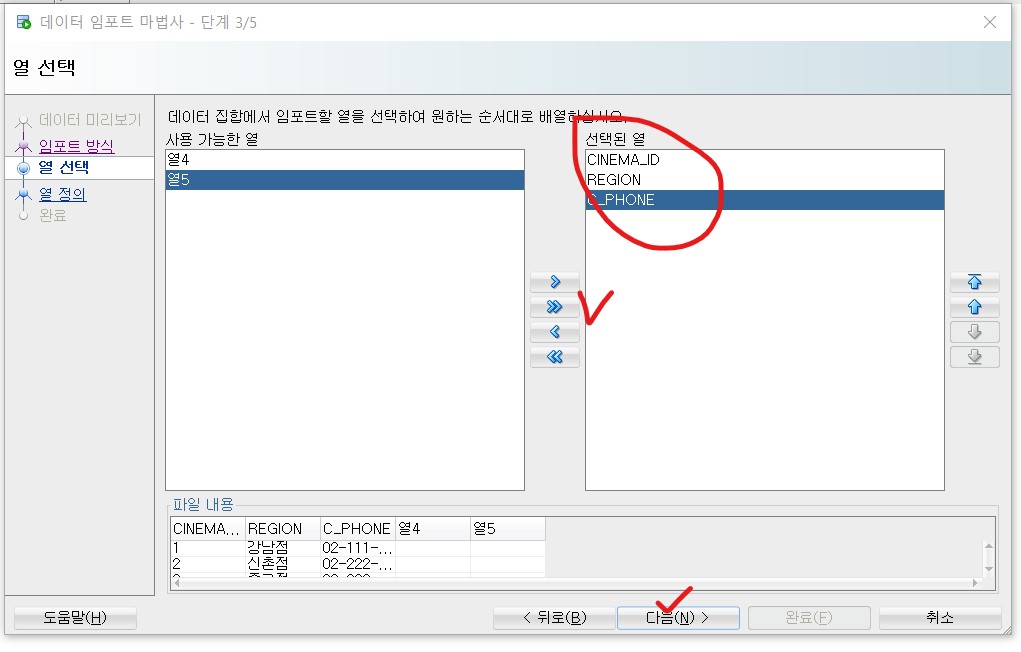 데이터 임포트 마법사 - 단계 3/5
열 선택
데이터 미리보기
임포트 방식
열 선택
열 정의
완료
데이터 집합에서 임포트할 열을 선택하여 원하는 순서대로 배열하십시오.
사용 가능한 열
열4
열5
선택된 열
CINEMA_ID
REGION
C_PHONE
파일 내용
CINEMA,... REGION C_PHONE 열4 열5
1 강남점 02-111-...
2 신촌점 02-222-...
도움말(H) < 뒤로(B) 다음(N) > 완료(F) 취소